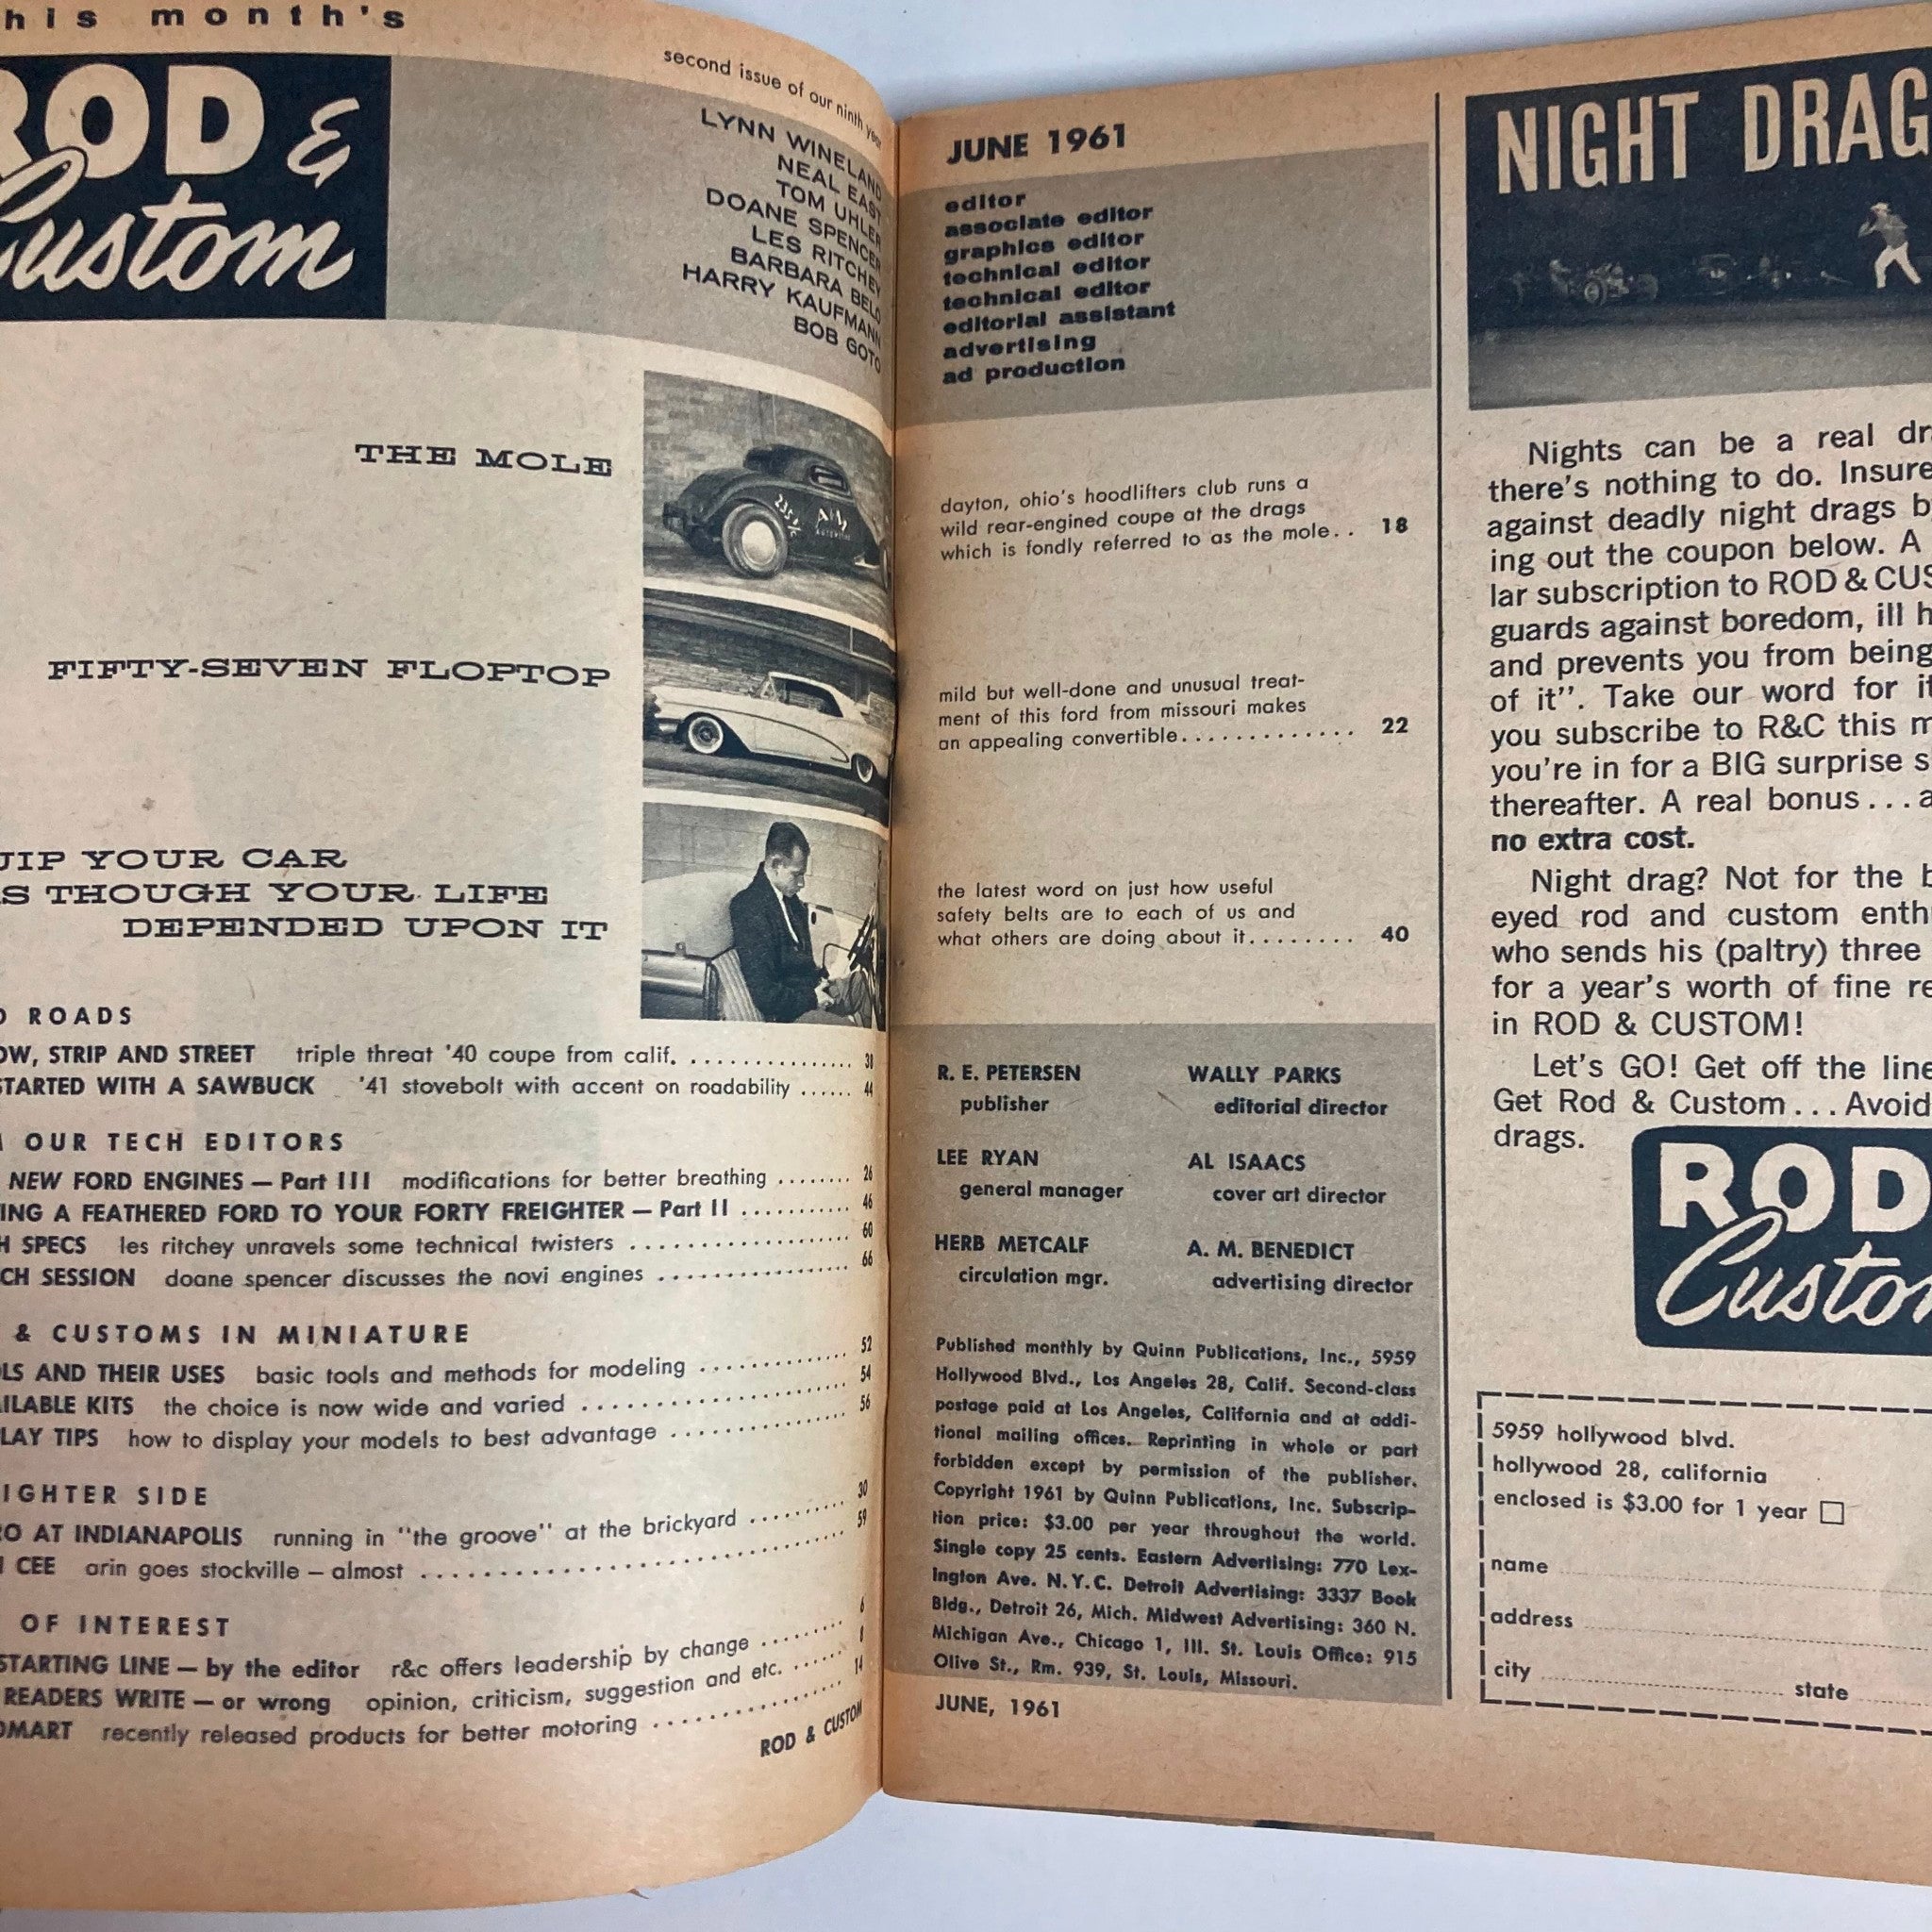 his month's
ROD &
Custom
second issue of our ninth year
LYNN WINELAND
NEAL EAST
TOM UHLER
DOANE SPENCER
LES RITCHEY
BARBARA BELO
HARRY KAUFMANN
BOB GOTO
THE MOLE
235 1/C
A/M
AUTOMOTIVE
FIFTY-SEVEN FLOPTOP
UIP YOUR CAR
S THOUGH YOUR LIFE
DEPENDED UPON IT
ROADS
OW, STRIP AND STREET triple threat '40 coupe from calif. .............. 38
STARTED WITH A SAWBUCK '41 stovebolt with accent on roadability ...... 44
OUR TECH EDITORS
NEW FORD ENGINES — Part III modifications for better breathing ........ 26
ING A FEATHERED FORD TO YOUR FORTY FREIGHTER — Part II .......... 46
H SPECS les ritchey unravels some technical twisters .................. 60
CH SESSION doane spencer discusses the novi engines ................ 66
& CUSTOMS IN MINIATURE
LS AND THEIR USES basic tools and methods for modeling ............. 52
AILABLE KITS the choice is now wide and varied ..................... 54
LAY TIPS how to display your models to best advantage .............. 56
IGHTER SIDE
RO AT INDIANAPOLIS running in "the groove" at the brickyard .......... 30
CEE arin goes stockville — almost .............................. 59
OF INTEREST
STARTING LINE — by the editor r&c offers leadership by change ......... 6
READERS WRITE — or wrong opinion, criticism, suggestion and etc. ...... 8
OMART recently released products for better motoring ................ 14
ROD & CUSTOM
JUNE 1961
editor
associate editor
graphics editor
technical editor
technical editor
editorial assistant
advertising
ad production
dayton, ohio's hoodlifters club runs a
wild rear-engined coupe at the drags
which is fondly referred to as the mole.. 18
mild but well-done and unusual treat-
ment of this ford from missouri makes
an appealing convertible............. 22
the latest word on just how useful
safety belts are to each of us and
what others are doing about it........ 40
R. E. PETERSEN
publisher
WALLY PARKS
editorial director
LEE RYAN
general manager
AL ISAACS
cover art director
HERB METCALF
circulation mgr.
A. M. BENEDICT
advertising director
Published monthly by Quinn Publications, Inc., 5959
Hollywood Blvd., Los Angeles 28, Calif. Second-class
postage paid at Los Angeles, California and at addi-
tional mailing offices. Reprinting in whole or part
forbidden except by permission of the publisher.
Copyright 1961 by Quinn Publications, Inc. Subscrip-
tion price: $3.00 per year throughout the world.
Single copy 25 cents. Eastern Advertising: 770 Lex-
ington Ave. N.Y.C. Detroit Advertising: 3337 Book
Bldg., Detroit 26, Mich. Midwest Advertising: 360 N.
Michigan Ave., Chicago 1, Ill. St. Louis Office: 915
Olive St., Rm. 939, St. Louis, Missouri.
JUNE, 1961
NIGHT DRAG
Nights can be a real dr
there's nothing to do. Insure
against deadly night drags b
ing out the coupon below. A
lar subscription to ROD & CUS
guards against boredom, ill h
and prevents you from being
of it". Take our word for it
you subscribe to R&C this m
you're in for a BIG surprise s
thereafter. A real bonus...a
no extra cost.
Night drag? Not for the b
eyed rod and custom enth
who sends his (paltry) three
for a year's worth of fine re
in ROD & CUSTOM!
Let's GO! Get off the line
Get Rod & Custom...Avoid
drags.
ROD
Custom
5959 hollywood blvd.
hollywood 28, california
enclosed is $3.00 for 1 year
name
address
city state